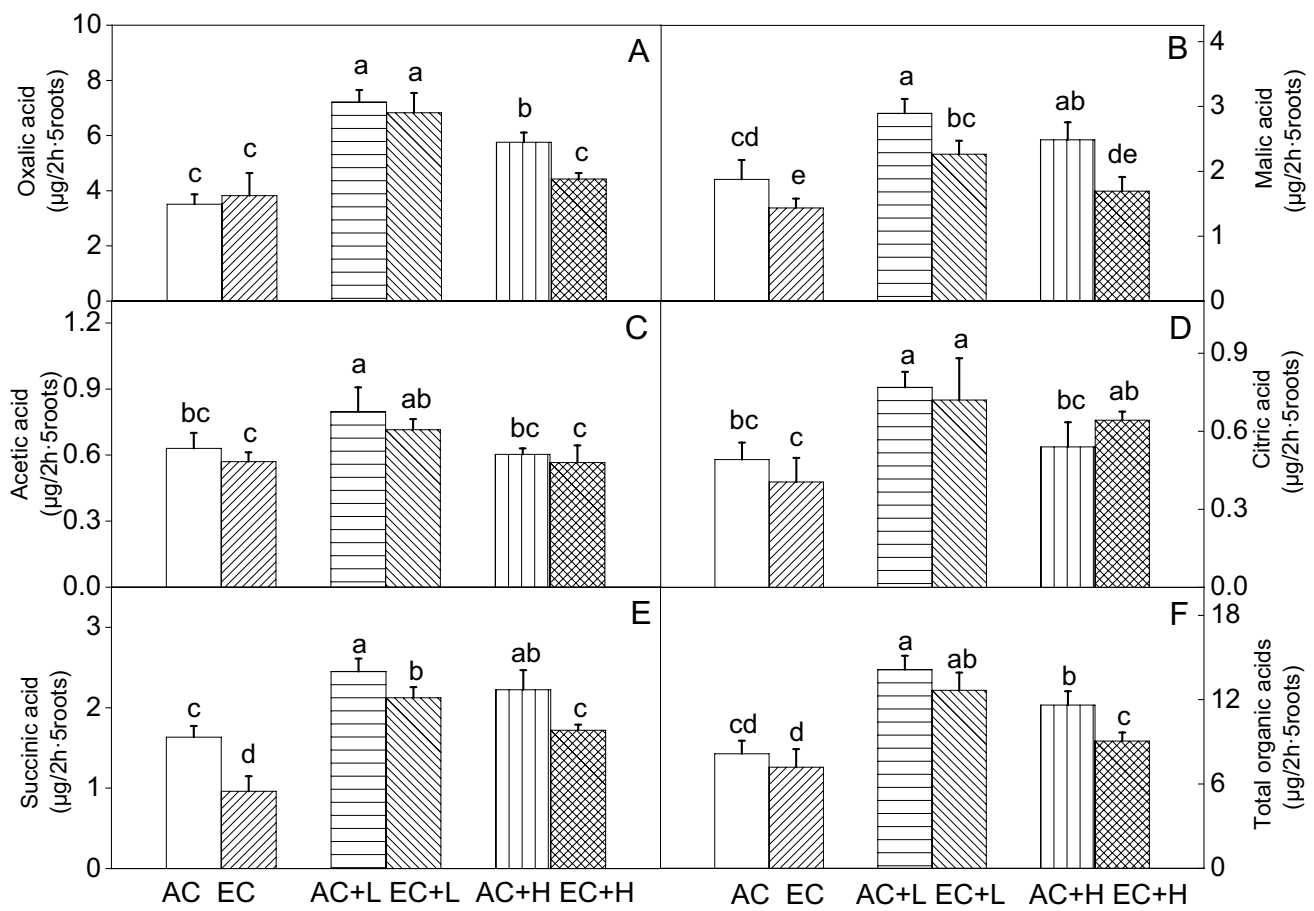 10
8
6
4
2
0
Oxalic acid
(μg/2h·5roots)
A
c
c
a
a
b
c
B
cd
e
a
bc
ab
de
4
3
2
1
0
Malic acid
(μg/2h·5roots)
1.2
0.9
0.6
0.3
0.0
Acetic acid
(μg/2h·5roots)
C
bc
c
a
ab
bc
c
D
bc
c
a
a
bc
ab
0.9
0.6
0.3
0.0
Citric acid
(μg/2h·5roots)
3
2
1
0
Succinic acid
(μg/2h·5roots)
E
c
d
a
b
ab
c
F
cd
d
a
ab
b
c
18
12
6
0
Total organic acids
(μg/2h·5roots)
AC EC AC+L EC+L AC+H EC+H
AC EC AC+L EC+L AC+H EC+H